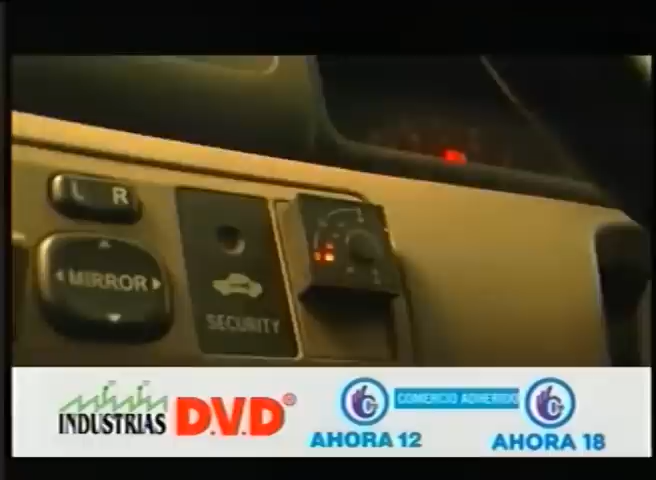 L R
MIRROR
SECURITY
INDUSTRIAS D.V.D®
COMERCIO ADHERIDO
AHORA 12
AHORA 18